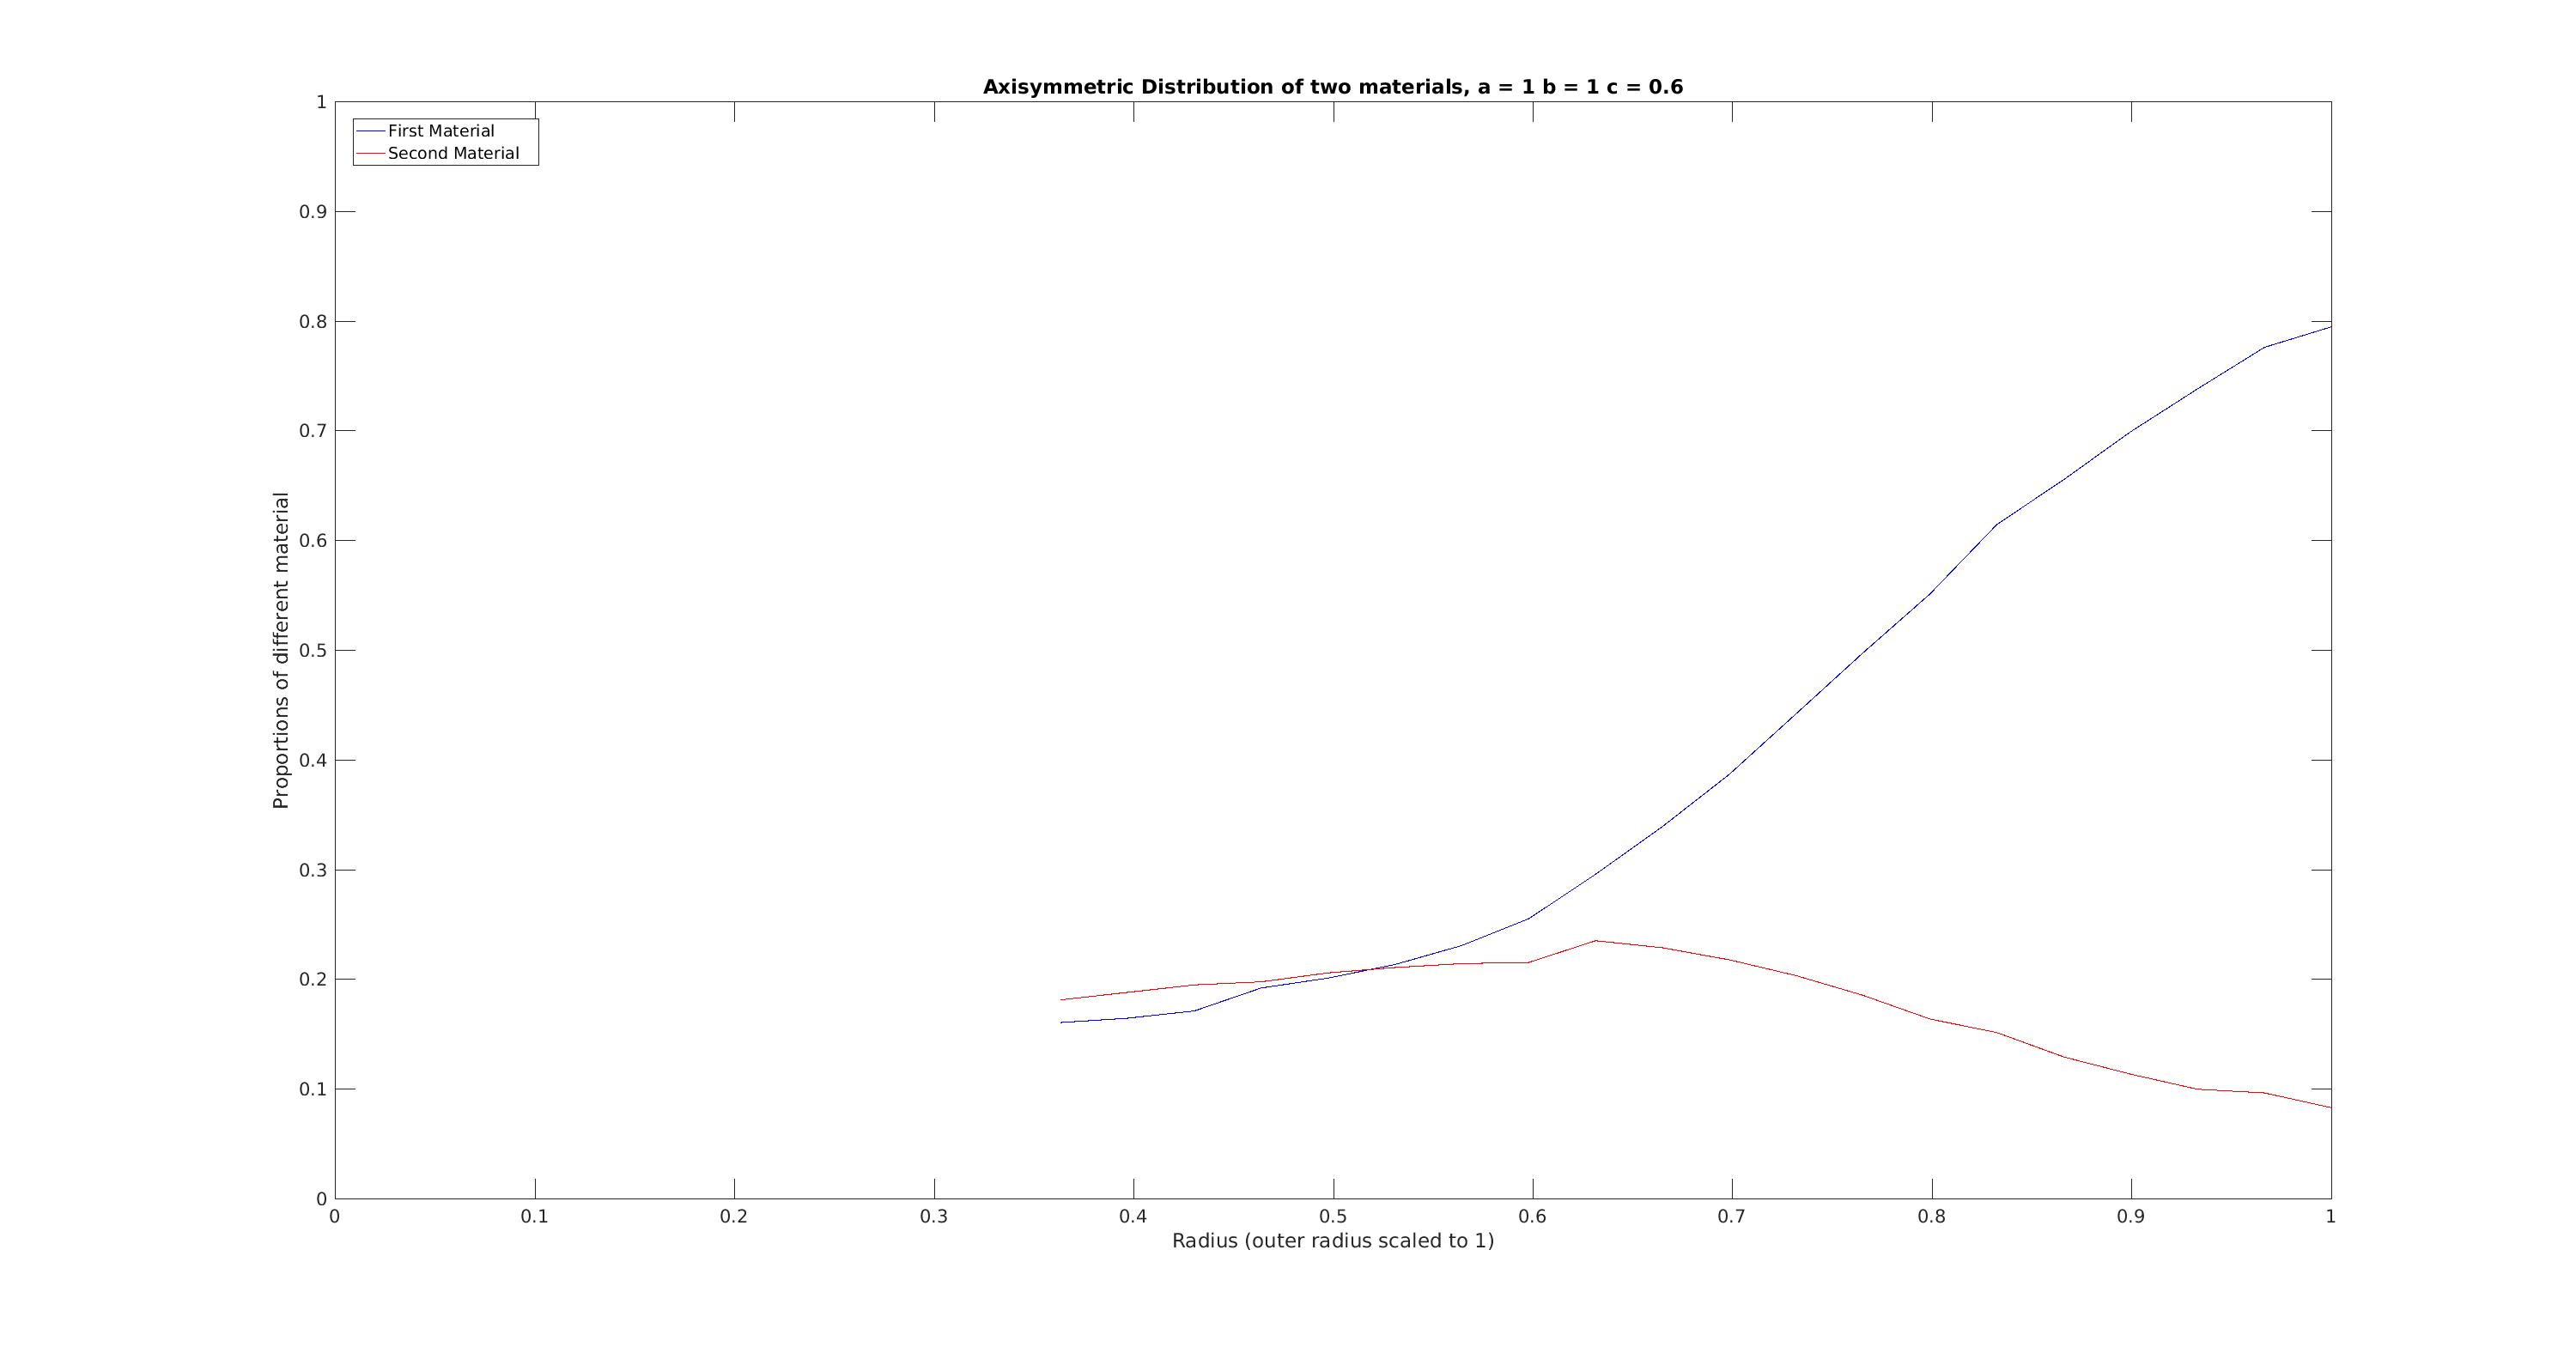 Axisymmetric Distribution of two materials, a = 1 b = 1 c = 0.6
First Material
Second Material
Proportions of different material
1
0.9
0.8
0.7
0.6
0.5
0.4
0.3
0.2
0.1
0
0 0.1 0.2 0.3 0.4 0.5 0.6 0.7 0.8 0.9 1
Radius (outer radius scaled to 1)